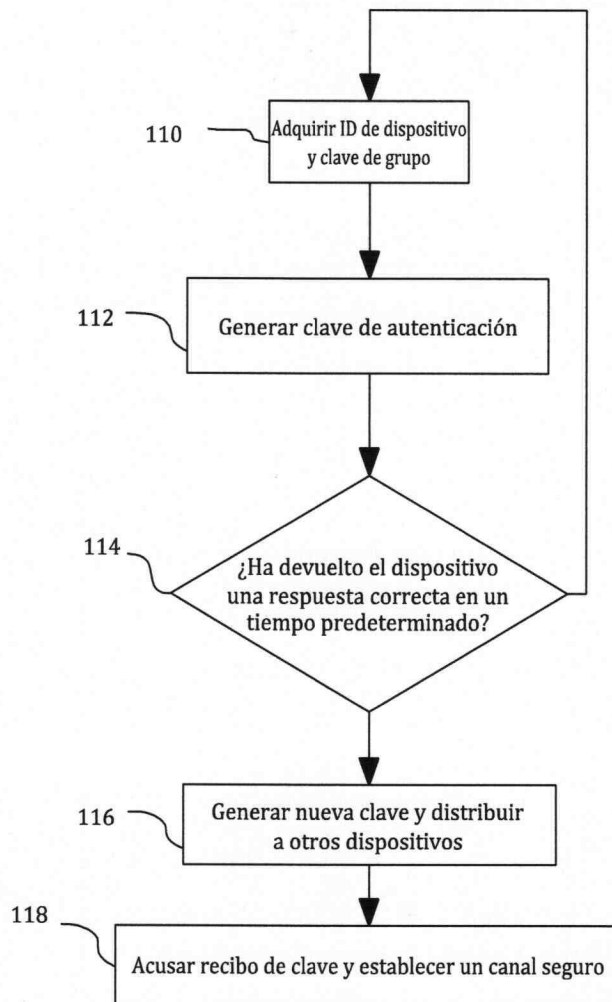 110
Adquirir ID de dispositivo
y clave de grupo
112
Generar clave de autenticación
114
¿Ha devuelto el dispositivo
una respuesta correcta en un
tiempo predeterminado?
116
Generar nueva clave y distribuir
a otros dispositivos
118
Acusar recibo de clave y establecer un canal seguro